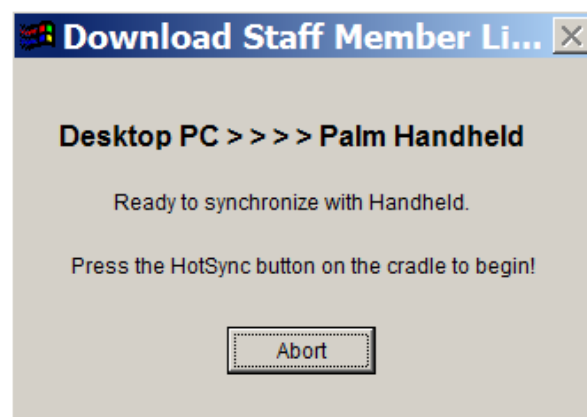 Download Staff Member Li...
Desktop PC > > > > Palm Handheld
Ready to synchronize with Handheld.
Press the HotSync button on the cradle to begin!
Abort